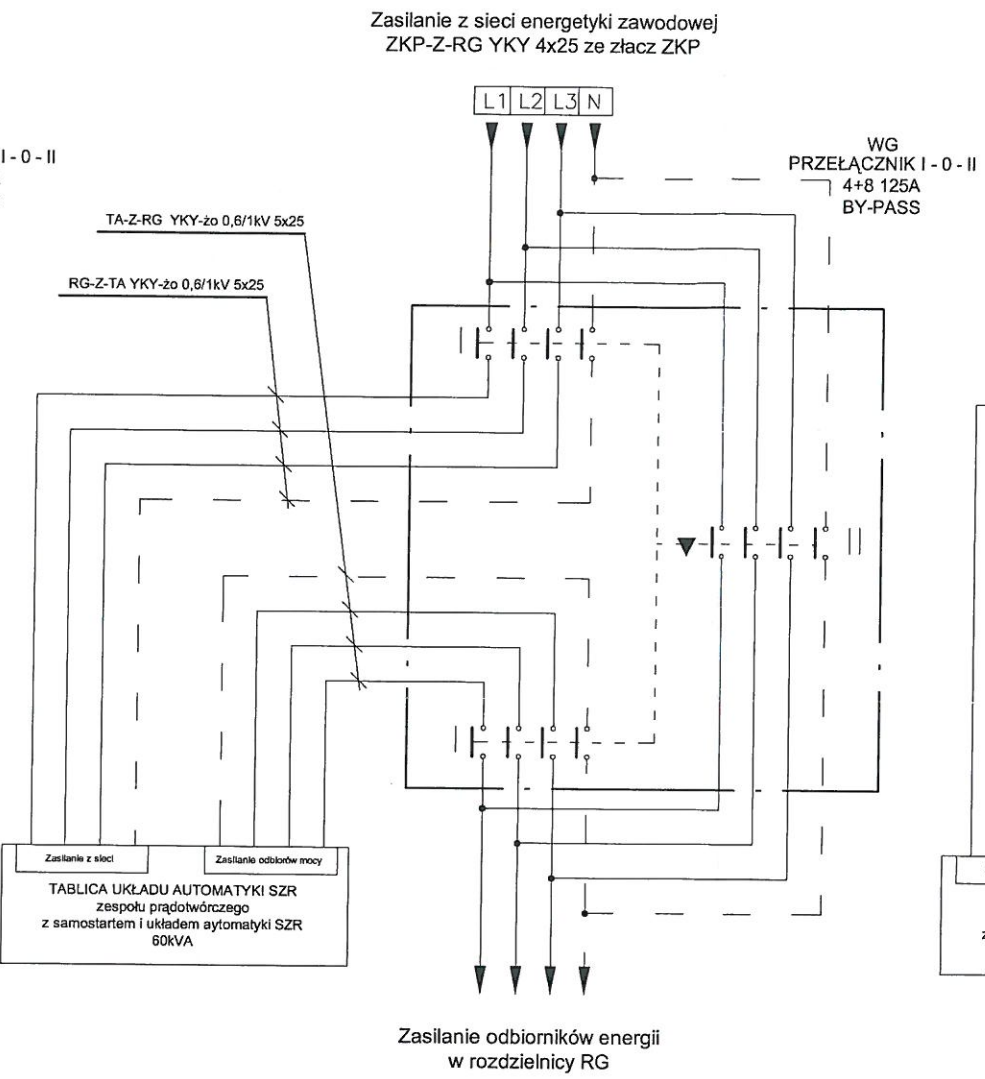 Zasilanie z sieci energetyki zawodowej
ZKP-Z-RG YKY 4x25 ze złacz ZKP
L1 L2 L3 N
I - 0 - II
WG
PRZEŁĄCZNIK I - 0 - II
4+8 125A
BY-PASS
TA-Z-RG YKY-żo 0,6/1kV 5x25
RG-Z-TA YKY-żo 0,6/1kV 5x25
I
II
I
Zasilanie z sieci
Zasilanie odbiorów mocy
TABLICA UKŁADU AUTOMATYKI SZR
zespołu prądotwórczego
z samostartem i układem aytomatyki SZR
60kVA
z
Zasilanie odbiorników energii
w rozdzielnicy RG